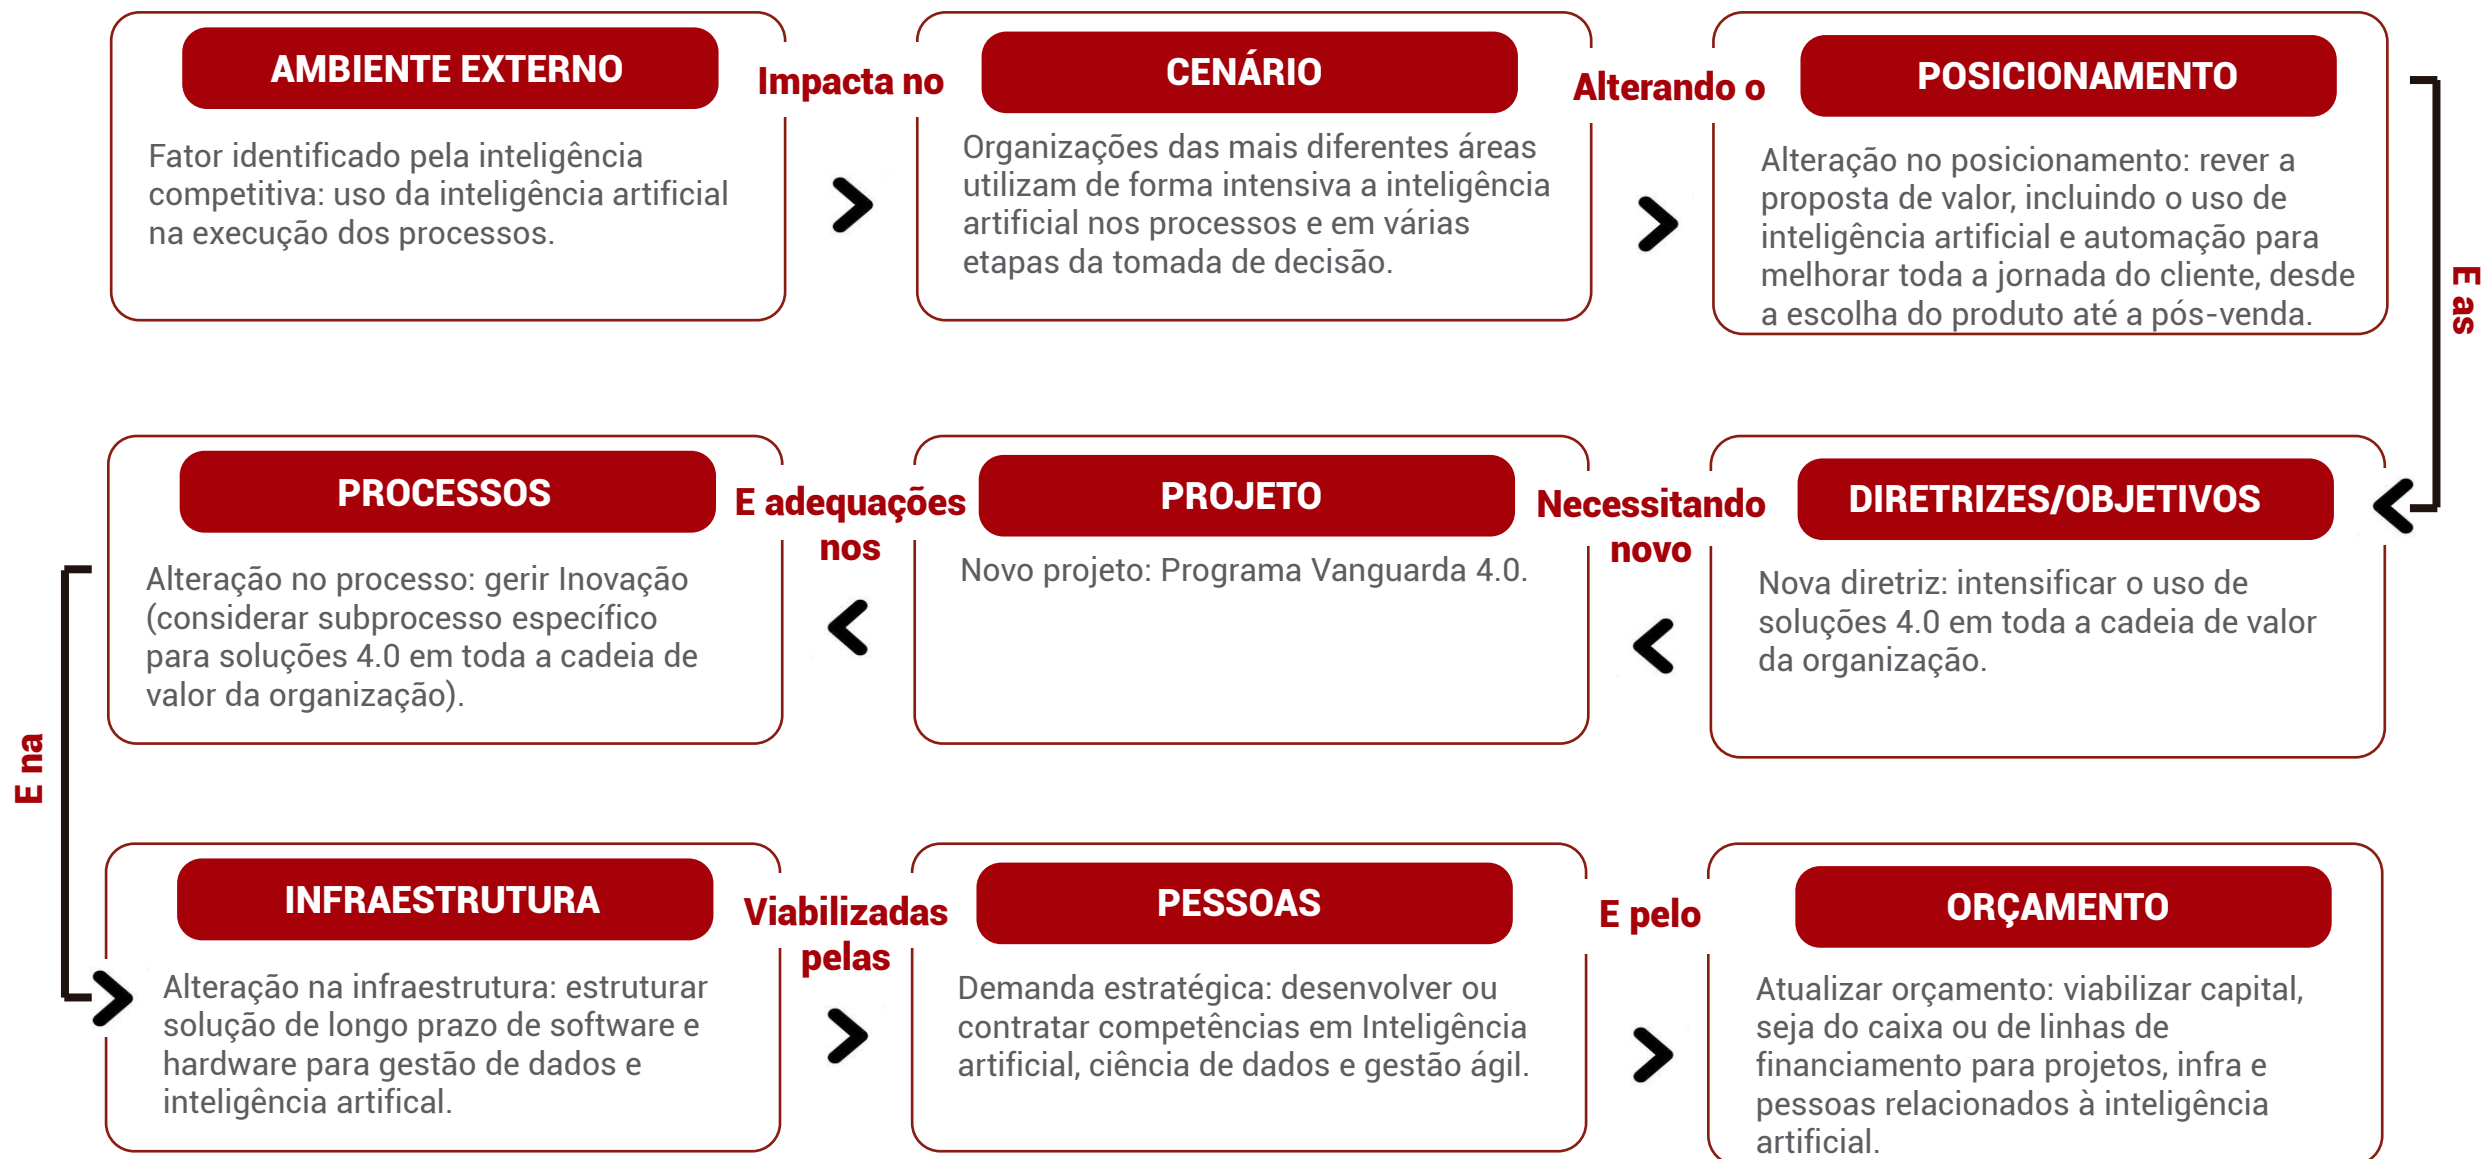 AMBIENTE EXTERNO
Fator identificado pela inteligência
competitiva: uso da inteligência artificial
na execução dos processos.
Impacta no
CENÁRIO
Organizações das mais diferentes áreas
utilizam de forma intensiva a inteligência
artificial nos processos e em várias
etapas da tomada de decisão.
Alterando o
POSICIONAMENTO
Alteração no posicionamento: rever a
proposta de valor, incluindo o uso de
inteligência artificial e automação para
melhorar toda a jornada do cliente, desde
a escolha do produto até a pós-venda.
E as
DIRETRIZES/OBJETIVOS
Nova diretriz: intensificar o uso de
soluções 4.0 em toda a cadeia de valor
da organização.
Necessitando
novo
PROJETO
Novo projeto: Programa Vanguarda 4.0.
E adequações
nos
PROCESSOS
Alteração no processo: gerir Inovação
(considerar subprocesso específico
para soluções 4.0 em toda a cadeia de
valor da organização).
E na
INFRAESTRUTURA
Alteração na infraestrutura: estruturar
solução de longo prazo de software e
hardware para gestão de dados e
inteligência artifical.
Viabilizadas
pelas
PESSOAS
Demanda estratégica: desenvolver ou
contratar competências em Inteligência
artificial, ciência de dados e gestão ágil.
E pelo
ORÇAMENTO
Atualizar orçamento: viabilizar capital,
seja do caixa ou de linhas de
financiamento para projetos, infra e
pessoas relacionados à inteligência
artificial.